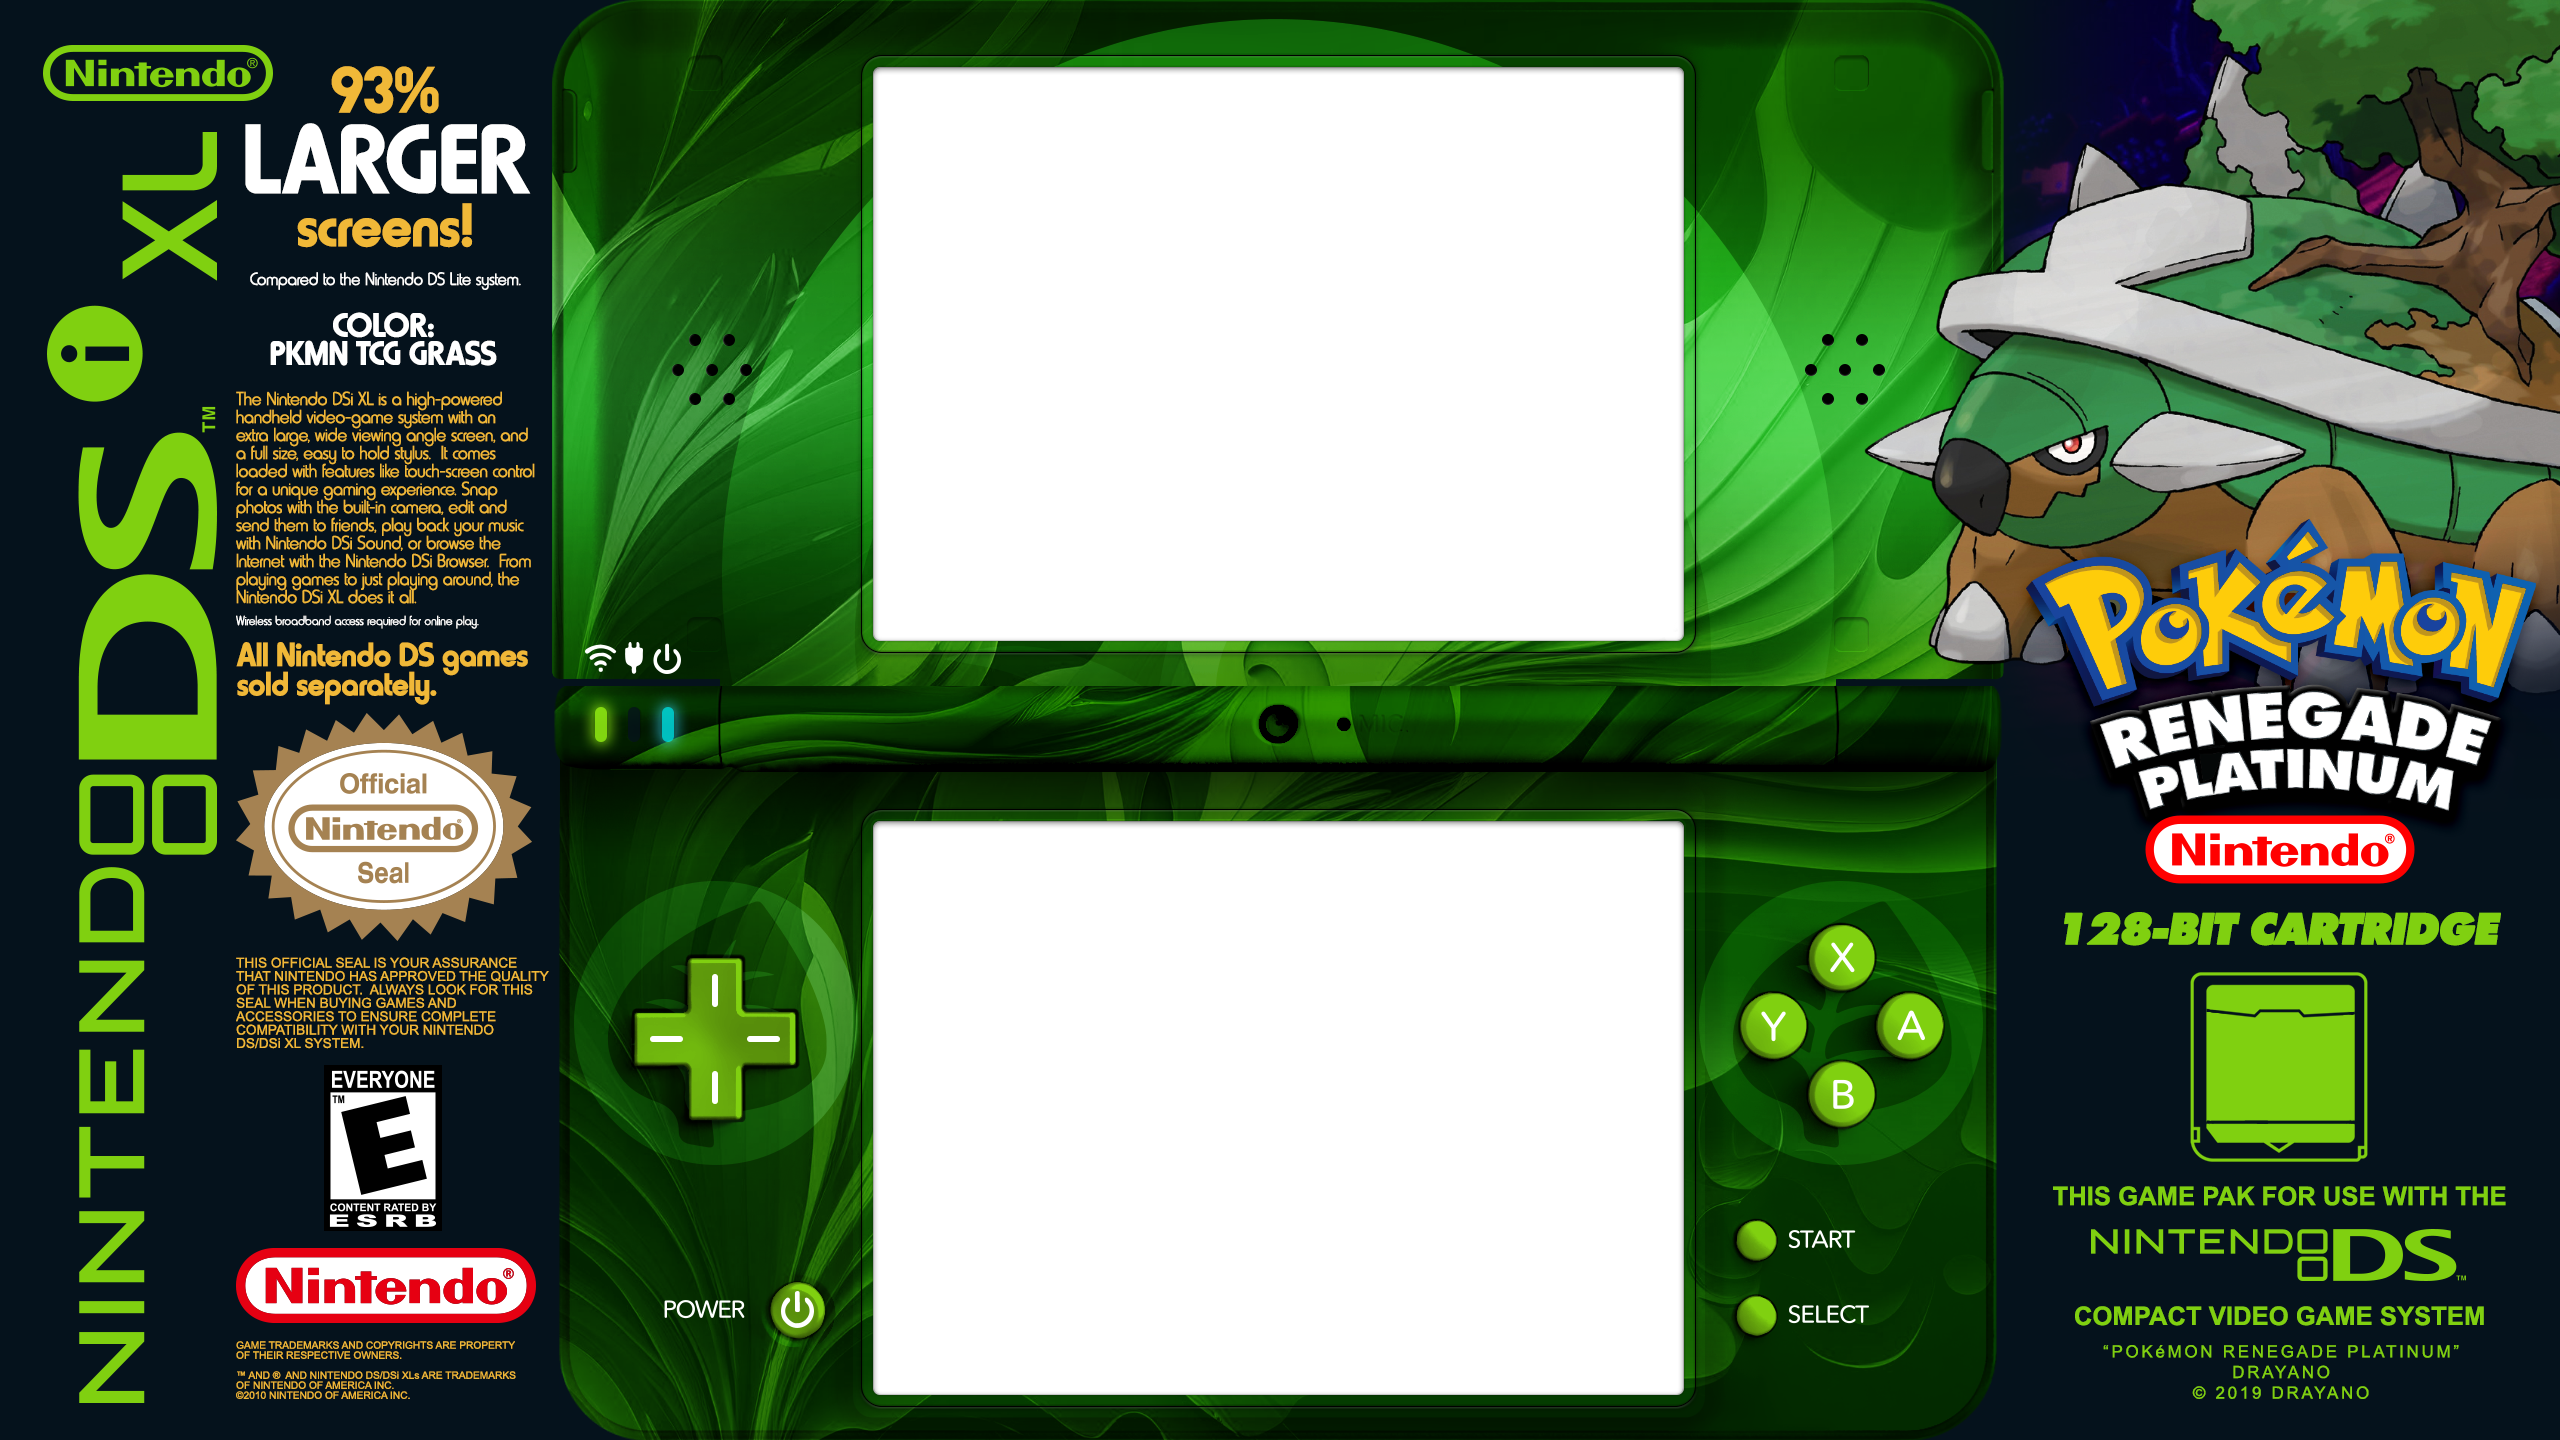 Nintendo®
NINTENDO DSi XL™
93%
LARGER
screens!
Compared to the Nintendo DS Lite system.
COLOR:
PKMN TCG GRASS
The Nintendo DSi XL is a high-powered
handheld video-game system with an
extra large, wide viewing angle screen, and
a full size, easy to hold stylus.  It comes
loaded with features like touch-screen control
for a unique gaming experience. Snap
photos with the built-in camera, edit and
send them to friends, play back your music
with Nintendo DSi Sound, or browse the
Internet with the Nintendo DSi Browser.  From
playing games to just playing around, the
Nintendo DSi XL does it all.
Wireless broadband access required for online play.
All Nintendo DS games
sold separately.
Official
Nintendo®
Seal
THIS OFFICIAL SEAL IS YOUR ASSURANCE
THAT NINTENDO HAS APPROVED THE QUALITY
OF THIS PRODUCT.  ALWAYS LOOK FOR THIS
SEAL WHEN BUYING GAMES AND
ACCESSORIES TO ENSURE COMPLETE
COMPATIBILITY WITH YOUR NINTENDO
DS/DSi XL SYSTEM.
EVERYONE
™
E
CONTENT RATED BY
ESRB
Nintendo®
GAME TRADEMARKS AND COPYRIGHTS ARE PROPERTY
OF THEIR RESPECTIVE OWNERS.
™ AND ® AND NINTENDO DS/DSi XLs ARE TRADEMARKS
OF NINTENDO OF AMERICA INC.
©2010 NINTENDO OF AMERICA INC.
MIC.
X
Y
A
B
START
SELECT
POWER
POKéMON
RENEGADE
PLATINUM
Nintendo®
128-BIT CARTRIDGE
THIS GAME PAK FOR USE WITH THE
NINTENDO DS™
COMPACT VIDEO GAME SYSTEM
“POKéMON RENEGADE PLATINUM”
DRAYANO
© 2019 DRAYANO